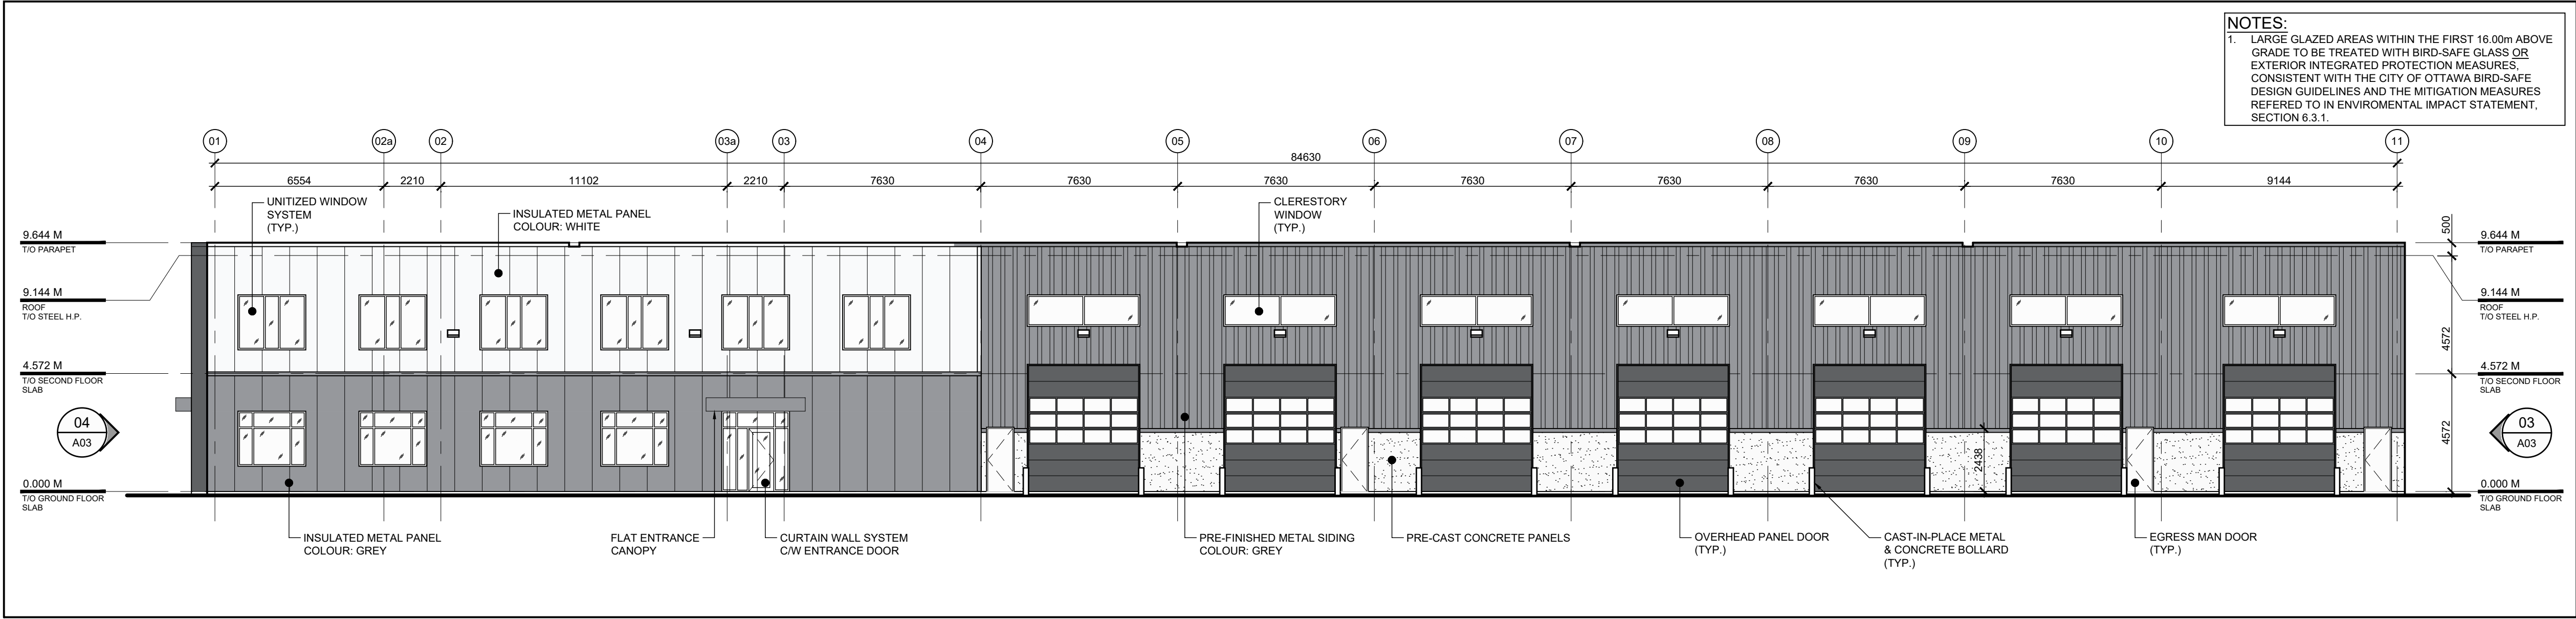 NOTES:
1. LARGE GLAZED AREAS WITHIN THE FIRST 16.00m ABOVE
GRADE TO BE TREATED WITH BIRD-SAFE GLASS OR
EXTERIOR INTEGRATED PROTECTION MEASURES,
CONSISTENT WITH THE CITY OF OTTAWA BIRD-SAFE
DESIGN GUIDELINES AND THE MITIGATION MEASURES
REFERED TO IN ENVIROMENTAL IMPACT STATEMENT,
SECTION 6.3.1.
01 02a 02 03a 03 04 05 06 07 08 09 10 11
84630
6554 2210 11102 2210 7630 7630 7630 7630 7630 7630 7630 9144
UNITIZED WINDOW
SYSTEM
(TYP.)
INSULATED METAL PANEL
COLOUR: WHITE
CLERESTORY
WINDOW
(TYP.)
9.644 M
T/O PARAPET
9.144 M
ROOF
T/O STEEL H.P.
4.572 M
T/O SECOND FLOOR
SLAB
04
A03
0.000 M
T/O GROUND FLOOR
SLAB
500
4572
4572
2438
9.644 M
T/O PARAPET
9.144 M
ROOF
T/O STEEL H.P.
4.572 M
T/O SECOND FLOOR
SLAB
03
A03
0.000 M
T/O GROUND FLOOR
SLAB
INSULATED METAL PANEL
COLOUR: GREY
FLAT ENTRANCE
CANOPY
CURTAIN WALL SYSTEM
C/W ENTRANCE DOOR
PRE-FINISHED METAL SIDING
COLOUR: GREY
PRE-CAST CONCRETE PANELS
OVERHEAD PANEL DOOR
(TYP.)
CAST-IN-PLACE METAL
& CONCRETE BOLLARD
(TYP.)
EGRESS MAN DOOR
(TYP.)